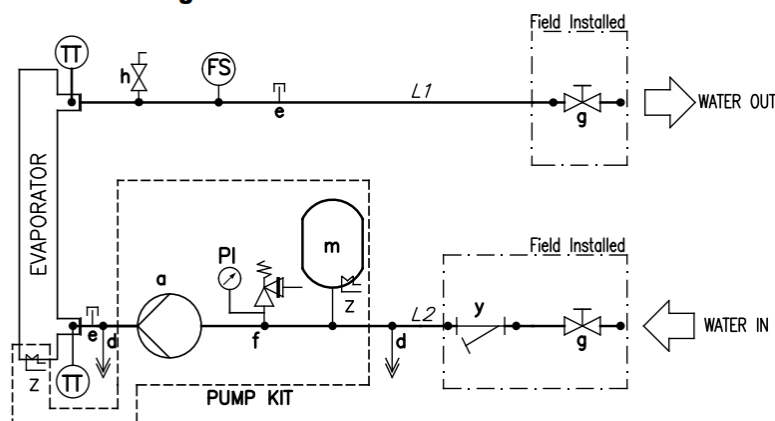 Field Installed
TT
h
FS
e
L1
g
WATER OUT
EVAPORATOR
m
PI
a
Z
Field Installed
y
L2
g
WATER IN
e
d
f
d
Z
TT
PUMP KIT